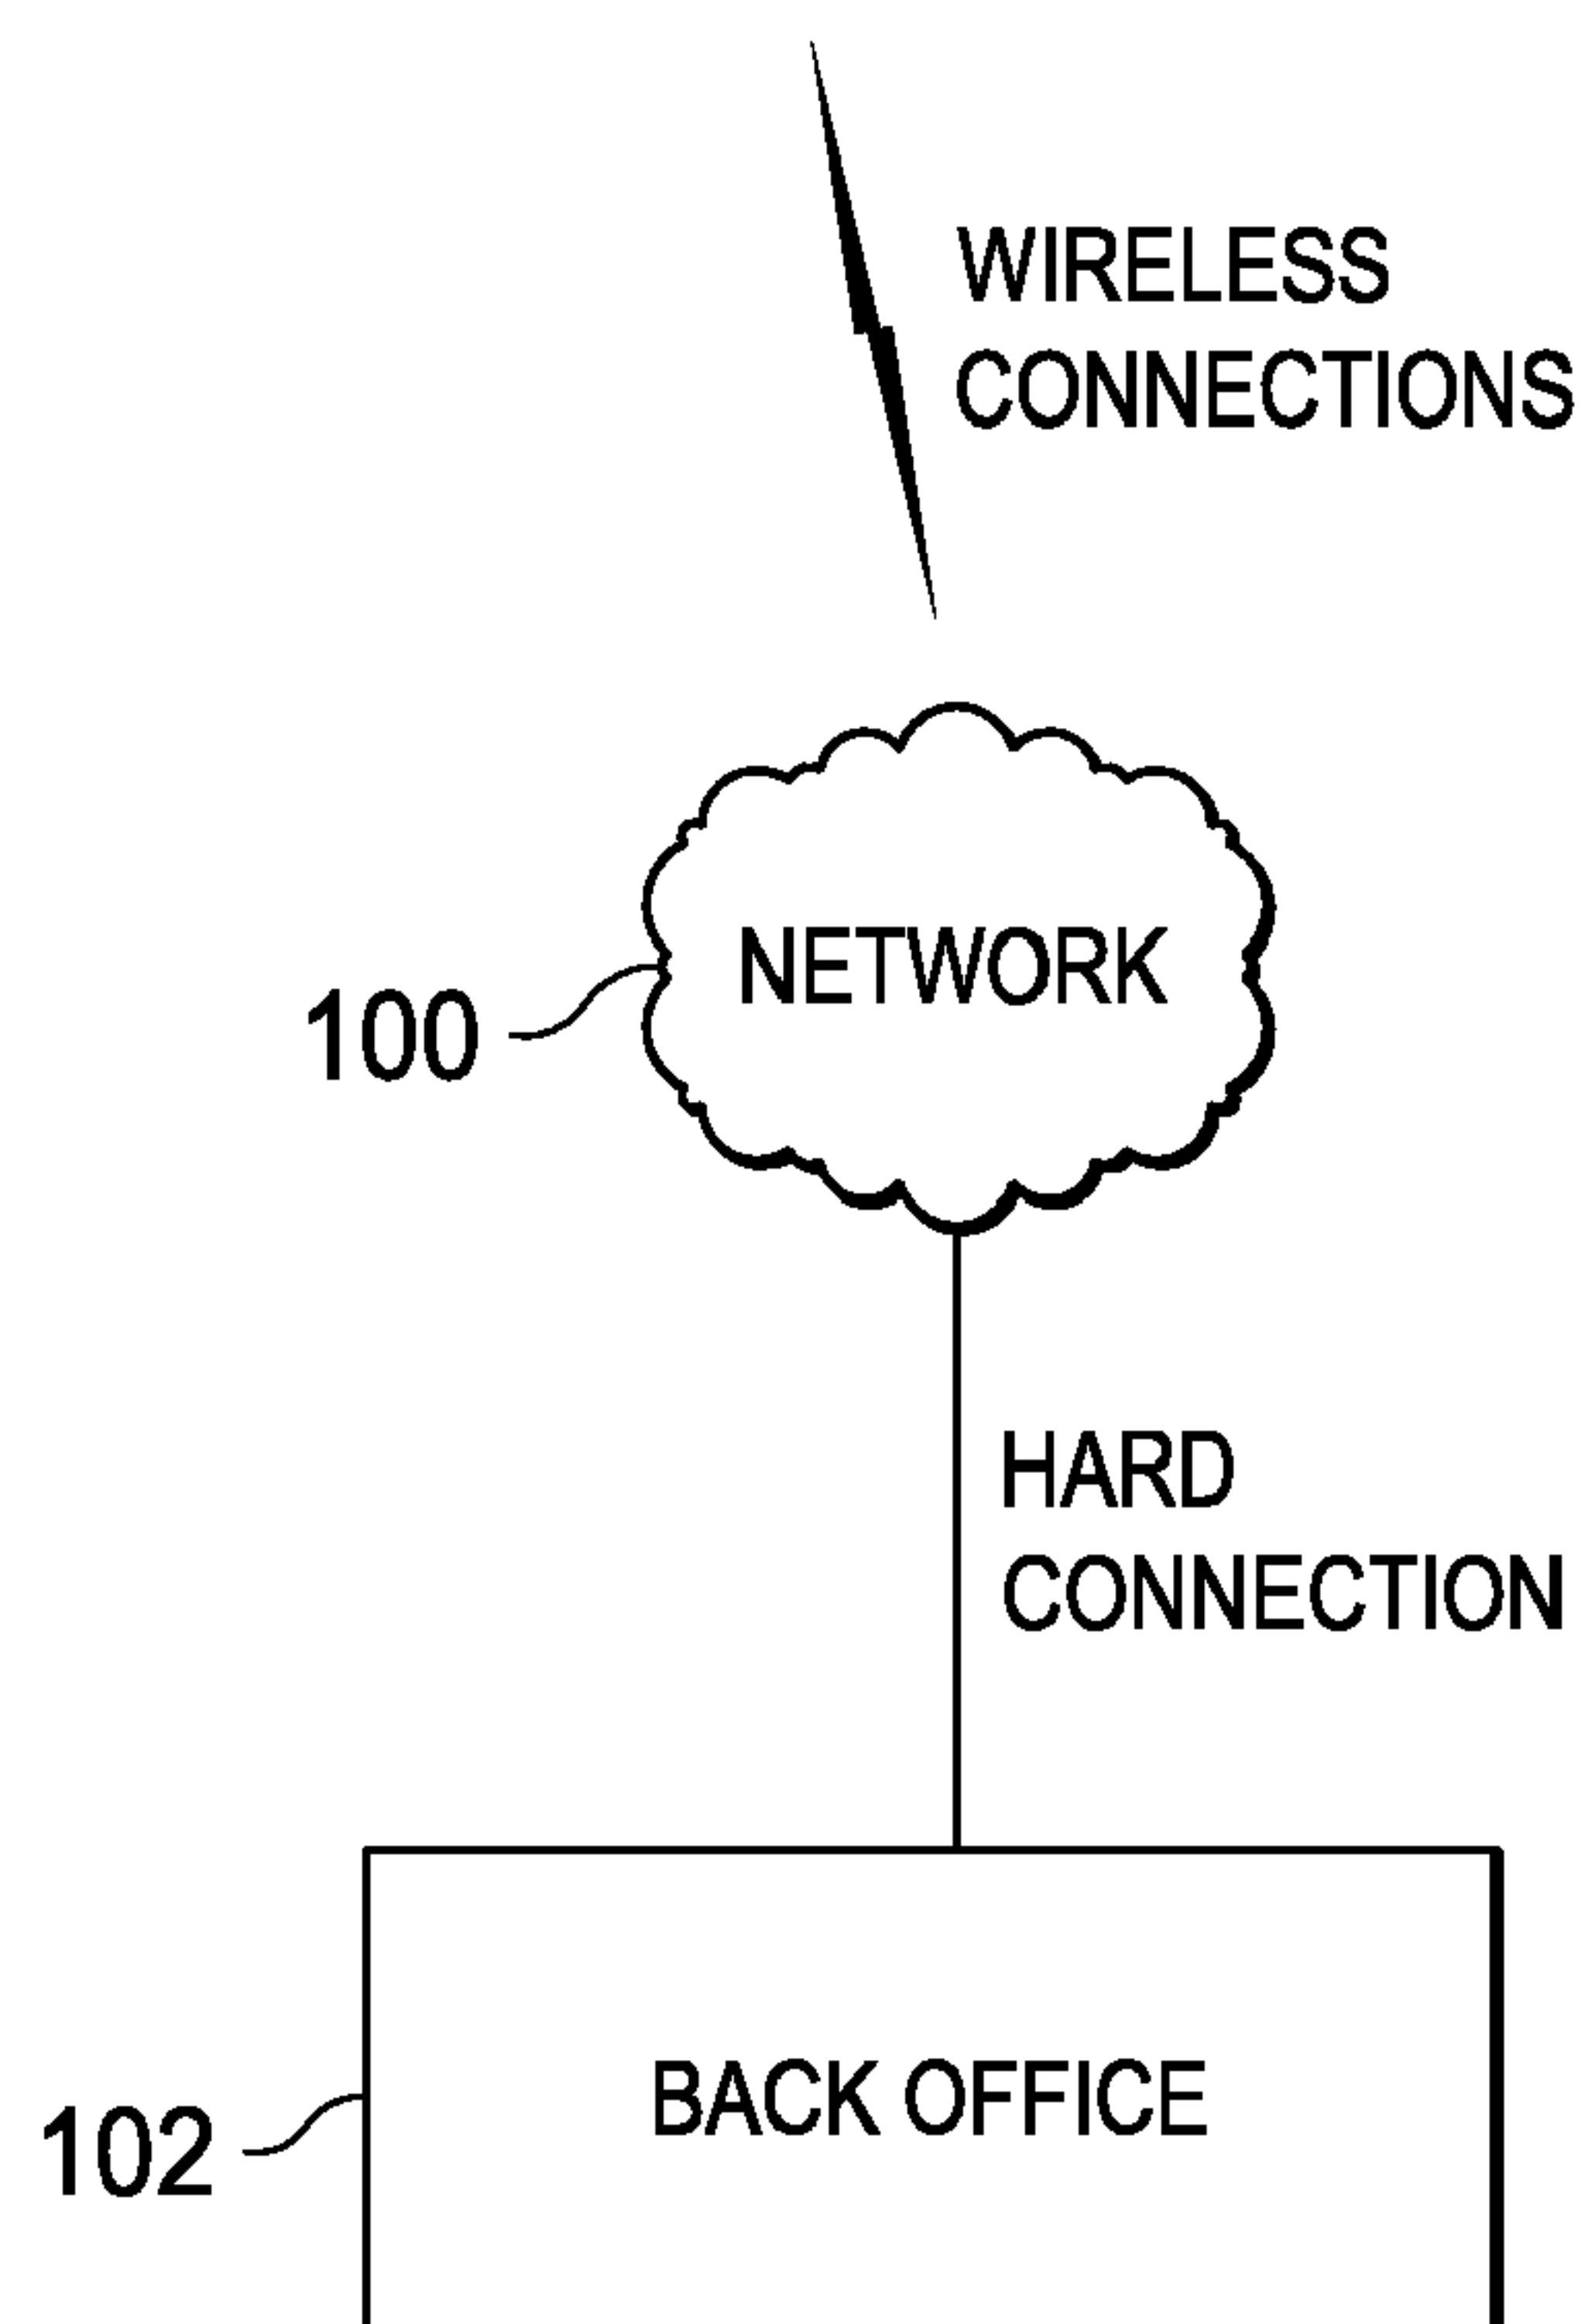 WIRELESS
CONNECTIONS
NETWORK
100
HARD
CONNECTION
BACK OFFICE
102